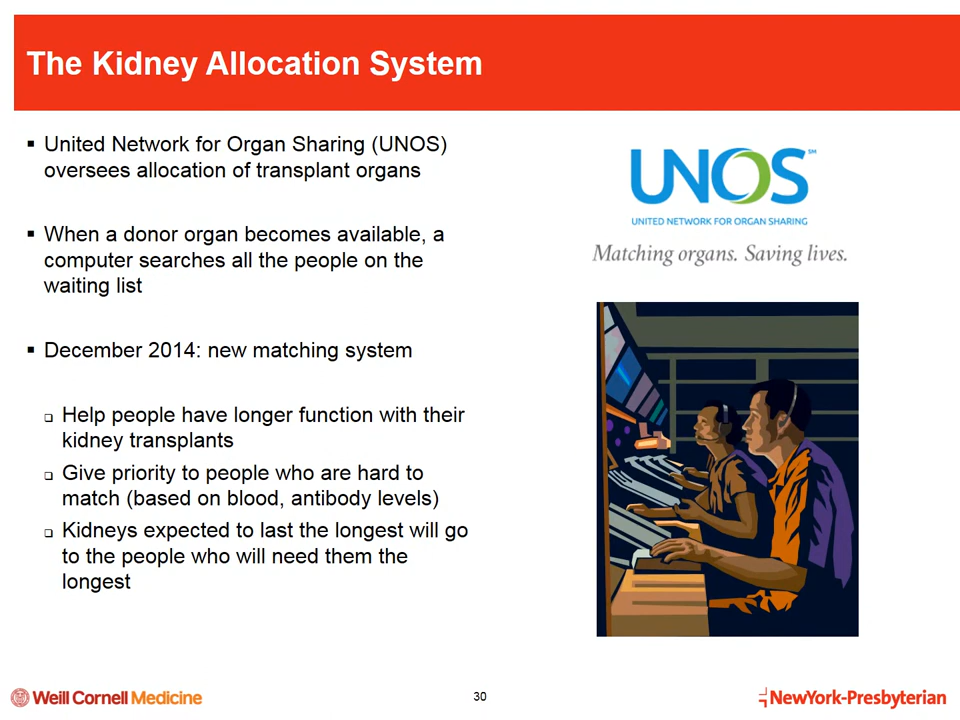 The Kidney Allocation System
▪ United Network for Organ Sharing (UNOS)
oversees allocation of transplant organs
▪ When a donor organ becomes available, a
computer searches all the people on the
waiting list
▪ December 2014: new matching system
❑ Help people have longer function with their
kidney transplants
❑ Give priority to people who are hard to
match (based on blood, antibody levels)
❑ Kidneys expected to last the longest will go
to the people who will need them the
longest
UNOS℠
UNITED NETWORK FOR ORGAN SHARING
Matching organs. Saving lives.
Weill Cornell Medicine
30
NewYork-Presbyterian